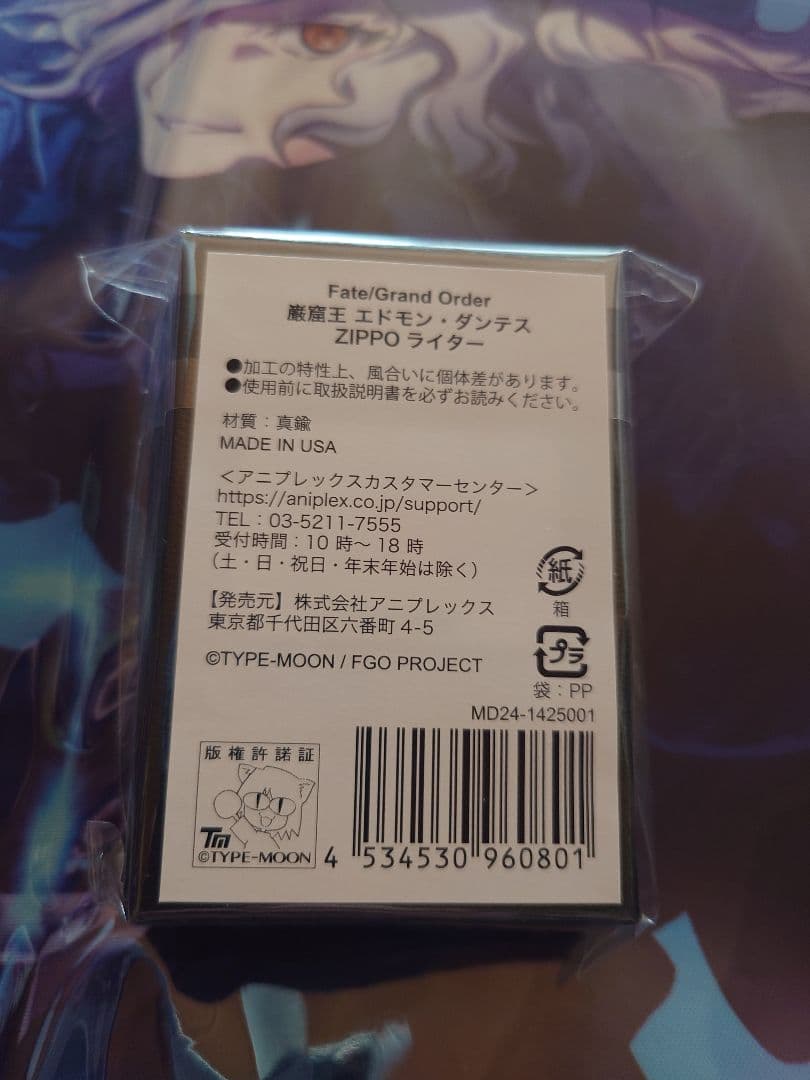 Fate/Grand Order
巌窟王 エドモン・ダンテス
ZIPPO ライター
●加工の特性上、風合いに個体差があります。
●使用前に取扱説明書を必ずお読みください。
材質：真鍮
MADE IN USA
＜アニプレックスカスタマーセンター＞
https://aniplex.co.jp/support/
TEL：03-5211-7555
受付時間：10 時〜 18 時
（土・日・祝日・年末年始は除く）
【発売元】株式会社アニプレックス
東京都千代田区六番町 4-5
©TYPE-MOON / FGO PROJECT
紙
箱
プラ
袋：PP
MD24-1425001
版権許諾証
TM
©TYPE-MOON
4 534530 960801